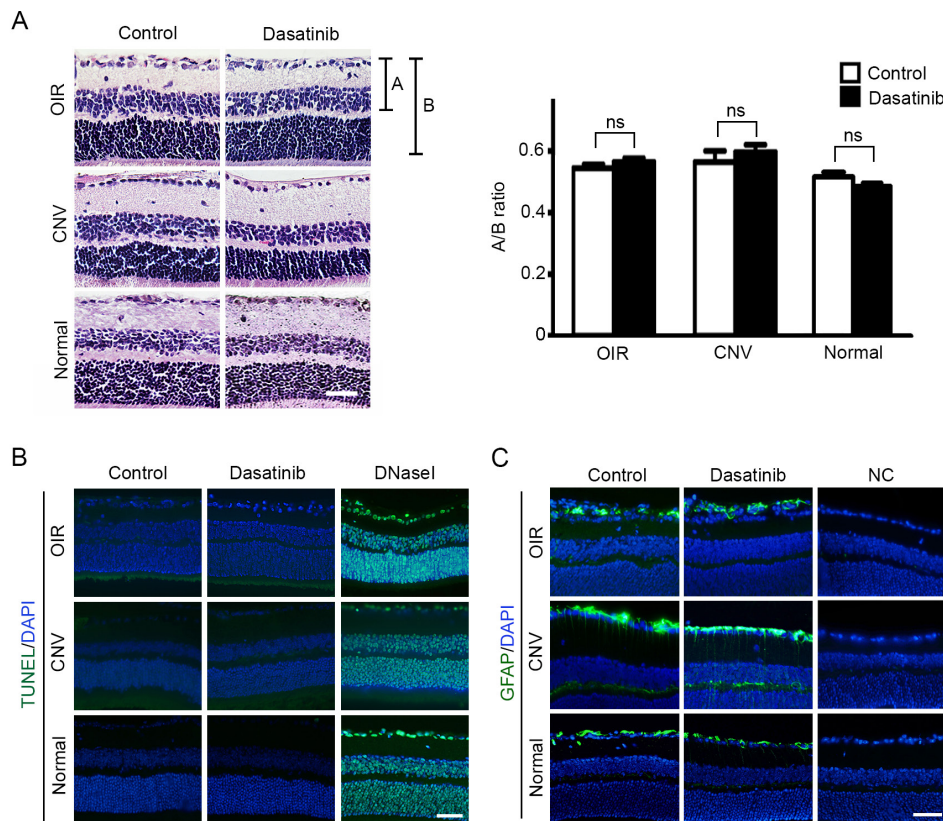 A
Control Dasatinib
OIR
A
B
CNV
Normal
Control
Dasatinib
ns
ns
ns
0.6
0.4
0.2
0
A/B ratio
OIR CNV Normal
B
Control Dasatinib DNaseI
OIR
CNV
Normal
TUNEL/DAPI
C
Control Dasatinib NC
OIR
CNV
Normal
GFAP/DAPI